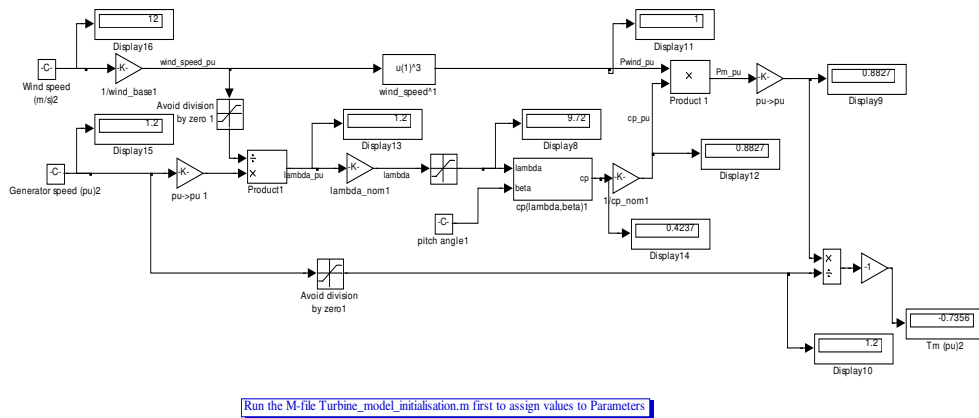 12
Display16
-C-
Wind speed
(m/s)2
-K-
1/wind_base1
wind_speed_pu
u(1)^3
wind_speed^1
1
Display11
Pwind_pu
×
Product 1
Pm_pu
-K-
pu->pu
0.8827
Display9
Avoid division
by zero 1
1.2
Display15
-C-
Generator speed (pu)2
-K-
pu->pu 1
÷
×
Product1
lambda_pu
1.2
Display13
-K-
lambda_nom1
lambda
9.72
Display8
lambda
beta
cp
cp(lambda,beta)1
-C-
pitch angle1
-K-
1/cp_nom1
cp_pu
0.8827
Display12
0.4237
Display14
Avoid division
by zero1
×
÷
-1
-0.7356
Tm (pu)2
1.2
Display10
Run the M-file Turbine_model_initialisation.m first to assign values to Parameters